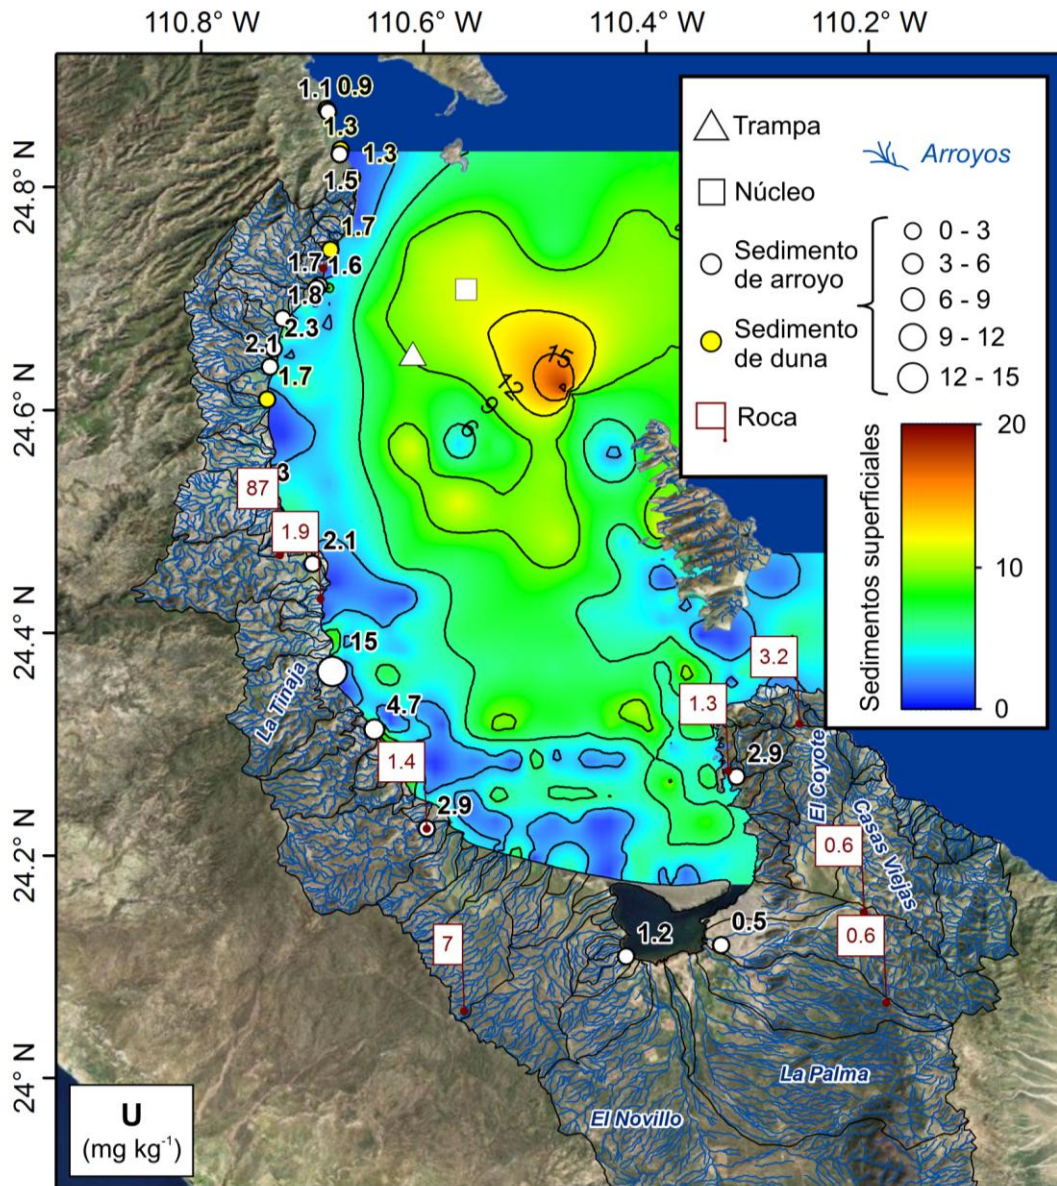 110.8° W 110.6° W 110.4° W 110.2° W
24.8° N
24.6° N
24.4° N
24.2° N
24° N
1.1 0.9
1.3
1.3
1.5
1.7
1.7 1.6
1.8
2.3
2.1
1.7
3
87
1.9
2.1
15
4.7
1.4
2.9
7
1.2
0.5
2.9
1.3
3.2
0.6
0.6
15
12
9
6
La Tinaja
El Coyote
Casas Viejas
La Palma
El Novillo
Trampa
Núcleo
Sedimento
de arroyo
Sedimento
de duna
Roca
Arroyos
0 - 3
3 - 6
6 - 9
9 - 12
12 - 15
Sedimentos superficiales
20
10
0
U
(mg kg⁻¹)